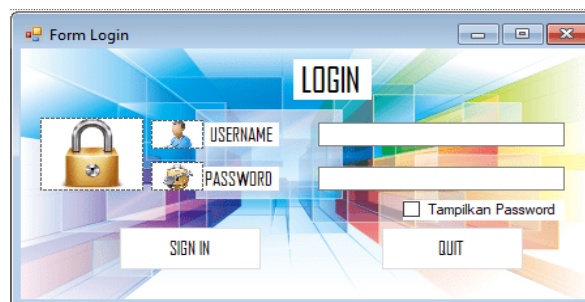 Form Login
LOGIN
USERNAME
PASSWORD
Tampilkan Password
SIGN IN
QUIT